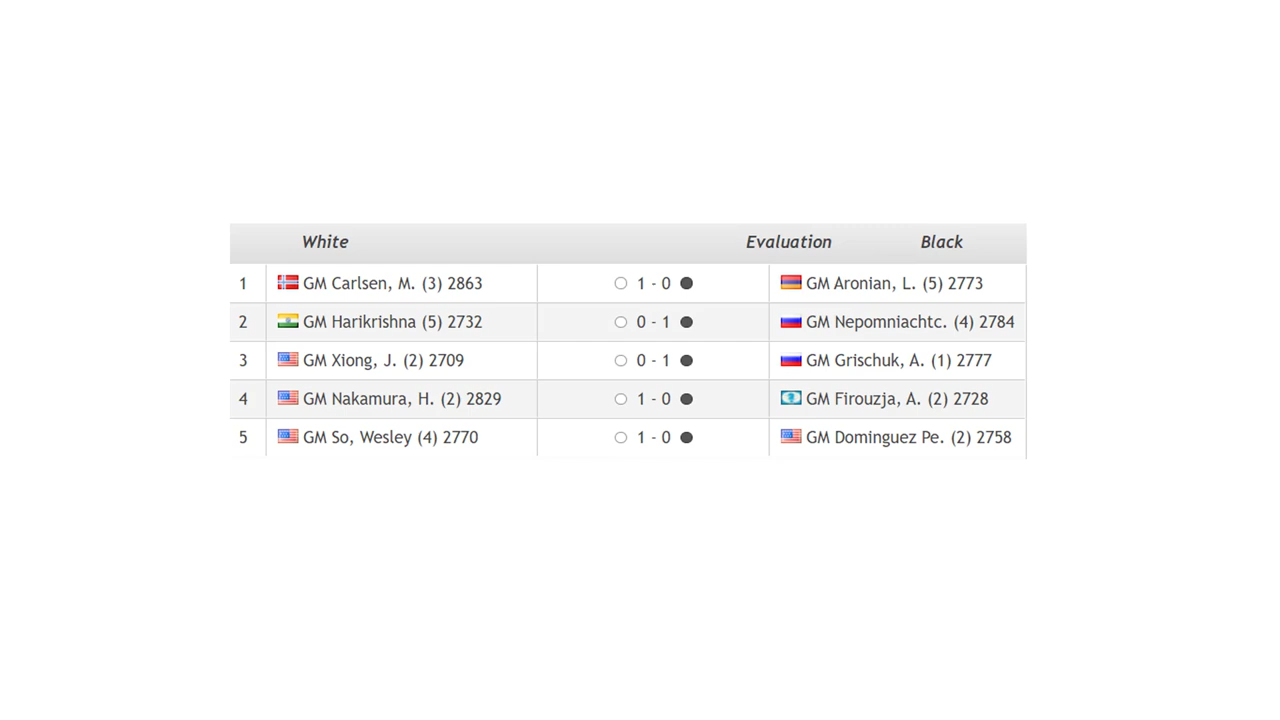 White Evaluation Black
1 GM Carlsen, M. (3) 2863 1 - 0 GM Aronian, L. (5) 2773
2 GM Harikrishna (5) 2732 0 - 1 GM Nepomniachtc. (4) 2784
3 GM Xiong, J. (2) 2709 0 - 1 GM Grischuk, A. (1) 2777
4 GM Nakamura, H. (2) 2829 1 - 0 GM Firouzja, A. (2) 2728
5 GM So, Wesley (4) 2770 1 - 0 GM Dominguez Pe. (2) 2758